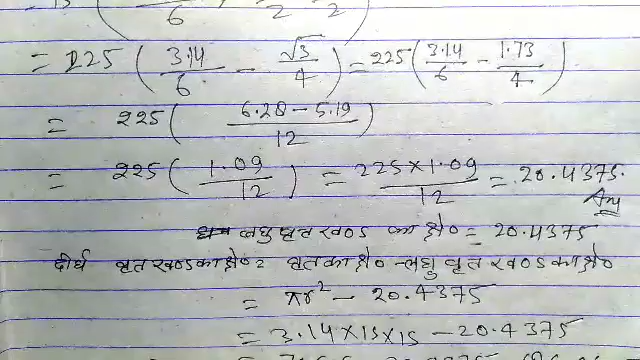 = 225 ( 3.14/6 - √3/4 ) = 225 ( 3.14/6 - 1.73/4 )
= 225 ( 6.28 - 5.19 / 12 )
= 225 ( 1.09/12 ) = 225 × 1.09 / 12 = 20.4375.
Ans
लघु वृत खण्ड का क्षे० = 20.4375
दीर्घ वृत खण्ड का क्षे० = वृत का क्षे० - लघु वृत खण्ड का क्षे०
= πr² - 20.4375
= 3.14 × 15 × 15 - 20.4375